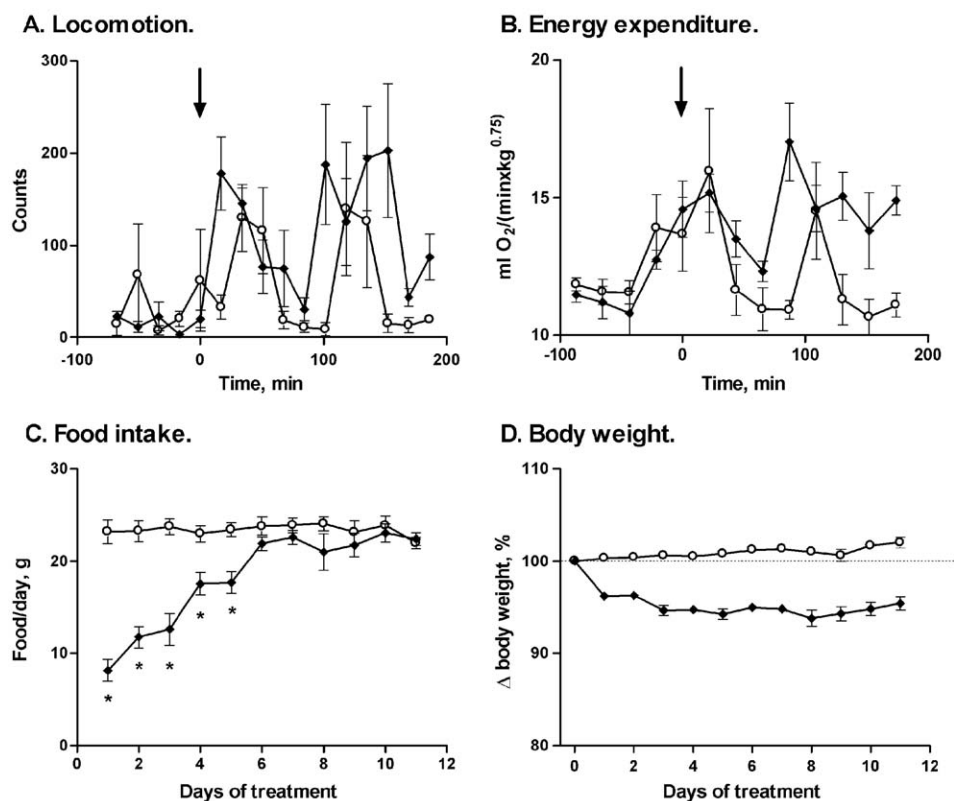 A. Locomotion.
300
200
100
0
Counts
-100
0
100
200
Time, min
B. Energy expenditure.
20
15
10
ml O₂/(minxkg⁰·⁷⁵)
-100
0
100
200
Time, min
C. Food intake.
30
20
10
0
Food/day, g
* * * * *
0 2 4 6 8 10 12
Days of treatment
D. Body weight.
110
100
90
80
Δ body weight, %
0 2 4 6 8 10 12
Days of treatment